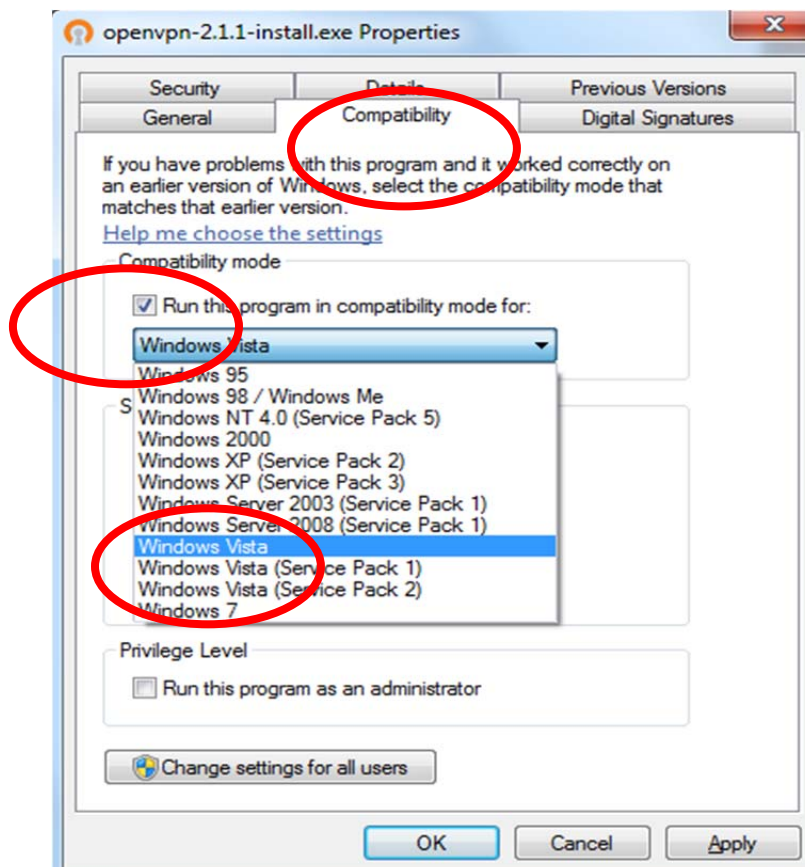 openvpn-2.1.1-install.exe Properties
Security Details Previous Versions
General Compatibility Digital Signatures
If you have problems with this program and it worked correctly on
an earlier version of Windows, select the compatibility mode that
matches that earlier version.
Help me choose the settings
Compatibility mode
Run this program in compatibility mode for:
Windows Vista
Windows 95
Windows 98 / Windows Me
Windows NT 4.0 (Service Pack 5)
Windows 2000
Windows XP (Service Pack 2)
Windows XP (Service Pack 3)
Windows Server 2003 (Service Pack 1)
Windows Server 2008 (Service Pack 1)
Windows Vista
Windows Vista (Service Pack 1)
Windows Vista (Service Pack 2)
Windows 7
Privilege Level
Run this program as an administrator
Change settings for all users
OK Cancel Apply